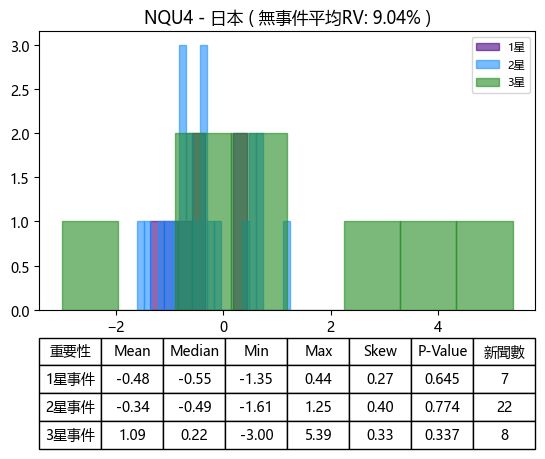 NQU4 - 日本 ( 無事件平均RV: 9.04% )
1星
2星
3星
3.0
2.5
2.0
1.5
1.0
0.5
0.0
−2 0 2 4
重要性 Mean Median Min Max Skew P-Value 新聞數
1星事件 -0.48 -0.55 -1.35 0.44 0.27 0.645 7
2星事件 -0.34 -0.49 -1.61 1.25 0.40 0.774 22
3星事件 1.09 0.22 -3.00 5.39 0.33 0.337 8